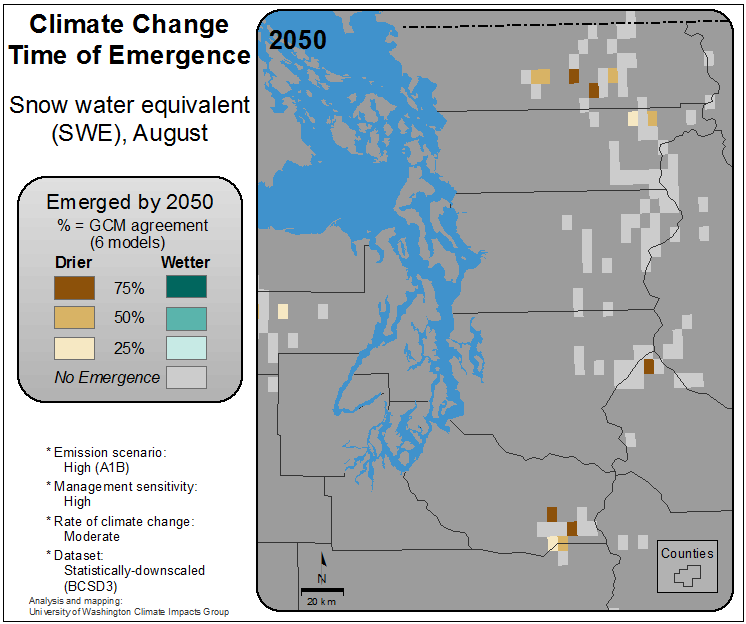 Climate Change
Time of Emergence
Snow water equivalent
(SWE), August
Emerged by 2050
% = GCM agreement
(6 models)
Drier Wetter
75%
50%
25%
No Emergence
* Emission scenario:
High (A1B)
* Management sensitivity:
High
* Rate of climate change:
Moderate
* Dataset:
Statistically-downscaled
(BCSD3)
Analysis and mapping:
University of Washington Climate Impacts Group
2050
N
20 km
Counties